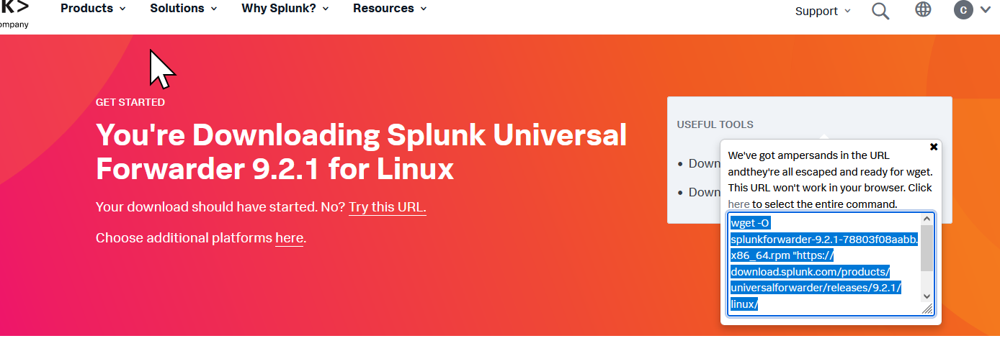 Products
Solutions
Why Splunk?
Resources
Support
C
K>
ompany
GET STARTED
You're Downloading Splunk Universal
Forwarder 9.2.1 for Linux
Your download should have started. No? Try this URL.
Choose additional platforms here.
USEFUL TOOLS
• Down
• Down
We've got ampersands in the URL
andthey're all escaped and ready for wget.
This URL won't work in your browser. Click
here to select the entire command.
wget -O
splunkforwarder-9.2.1-78803f08aabb.
x86_64.rpm "https://
download.splunk.com/products/
universalforwarder/releases/9.2.1/
linux/